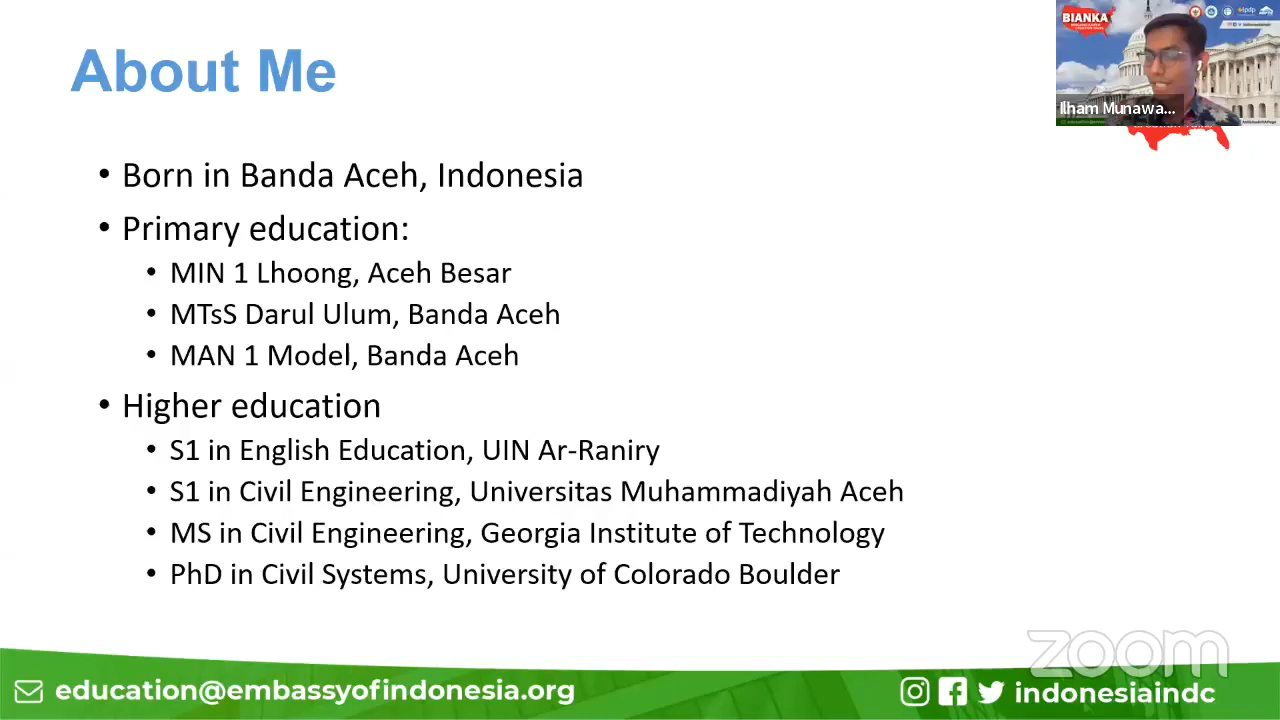 About Me
BIANKA
lpdp
Ilham Munawa...
• Born in Banda Aceh, Indonesia
• Primary education:
• MIN 1 Lhoong, Aceh Besar
• MTsS Darul Ulum, Banda Aceh
• MAN 1 Model, Banda Aceh
• Higher education
• S1 in English Education, UIN Ar-Raniry
• S1 in Civil Engineering, Universitas Muhammadiyah Aceh
• MS in Civil Engineering, Georgia Institute of Technology
• PhD in Civil Systems, University of Colorado Boulder
zoom
education@embassyofindonesia.org
indonesiaindc